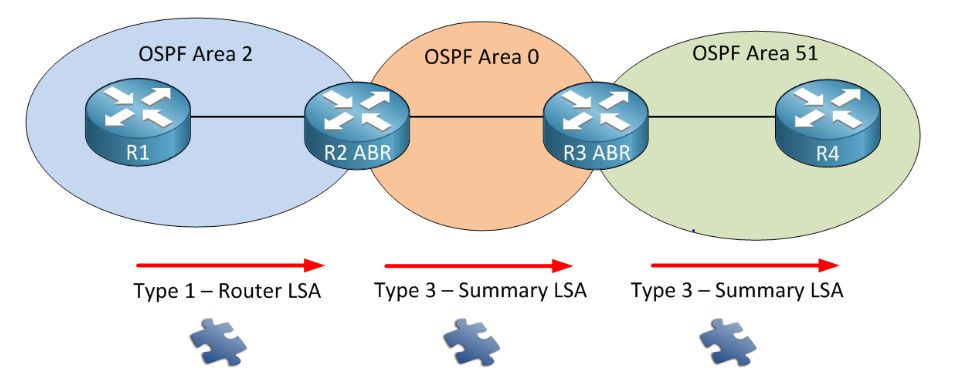 OSPF Area 2
OSPF Area 0
OSPF Area 51
R1
R2 ABR
R3 ABR
R4
Type 1 – Router LSA
Type 3 – Summary LSA
Type 3 – Summary LSA